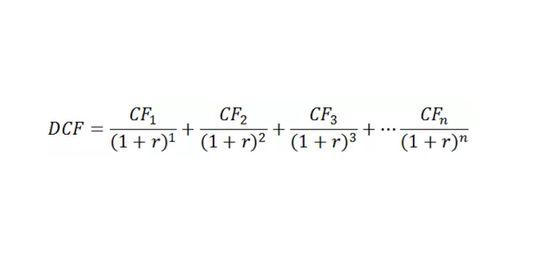 DCF = CF₁/(1 + r)¹ + CF₂/(1 + r)² + CF₃/(1 + r)³ + ⋯ CFₙ/(1 + r)ⁿ